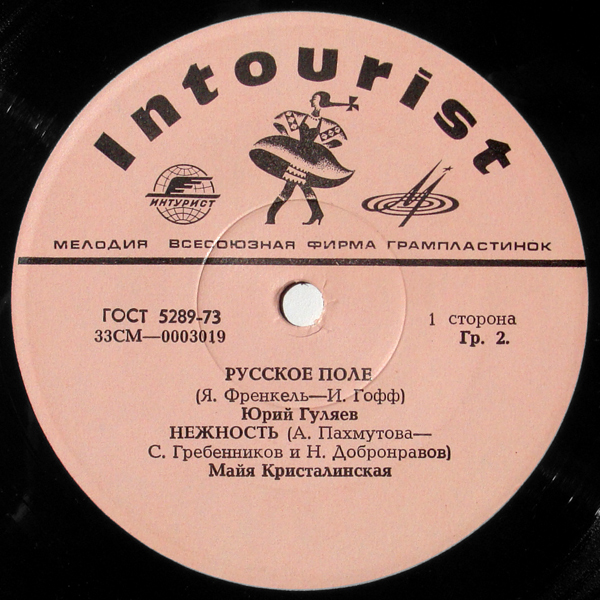 Intourist
ИНТУРИСТ
МЕЛОДИЯ ВСЕСОЮЗНАЯ ФИРМА ГРАМПЛАСТИНОК
ГОСТ 5289-73
33СМ—0003019
1 сторона
Гр. 2.
РУССКОЕ ПОЛЕ
(Я. Френкель—И. Гофф)
Юрий Гуляев
НЕЖНОСТЬ (А. Пахмутова—
С. Гребенников и Н. Добронравов)
Майя Кристалинская